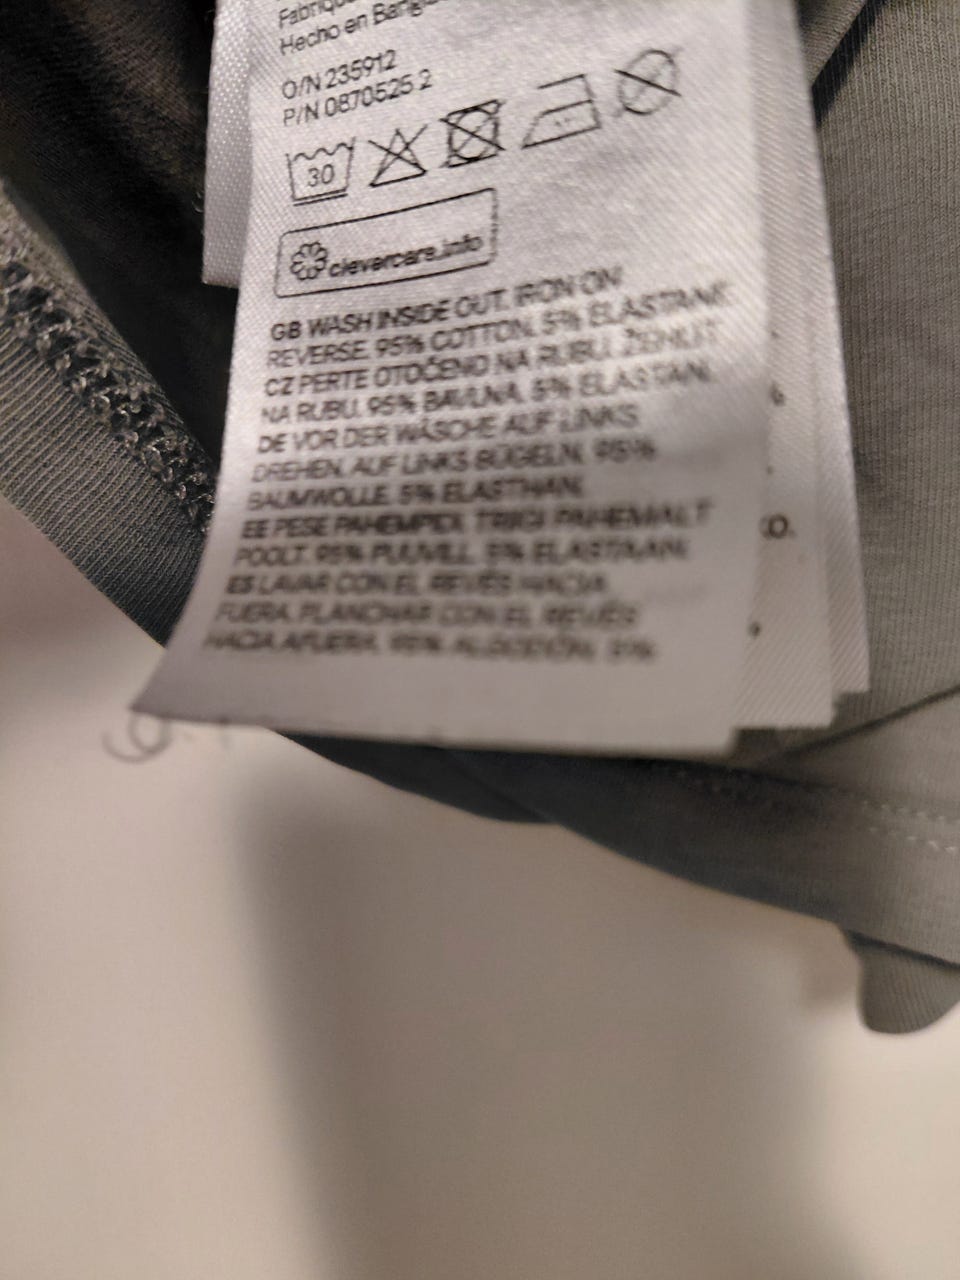 Hecho en
O/N 235912
P/N 0870525 2
30
clevercare.info
GB WASH INSIDE OUT. IRON ON
REVERSE. 95% COTTON. 5% ELASTANE.
CZ PERTE OTOČENO NA RUBU. ŽEHLIT
NA RUBU. 95% BAVLNA. 5% ELASTAN.
DE VOR DER WÄSCHE AUF LINKS
DREHEN. AUF LINKS BÜGELN. 95%
BAUMWOLLE. 5% ELASTHAN.
EE PESE PAHEMPIDI. TRIIGI PAHEMALT
POOLT. 95% PUUVILL. 5% ELASTAAN.
ES LAVAR CON EL REVÉS HACIA
FUERA. PLANCHAR CON EL REVÉS
HACIA AFUERA. 95% ALGODÓN. 5%